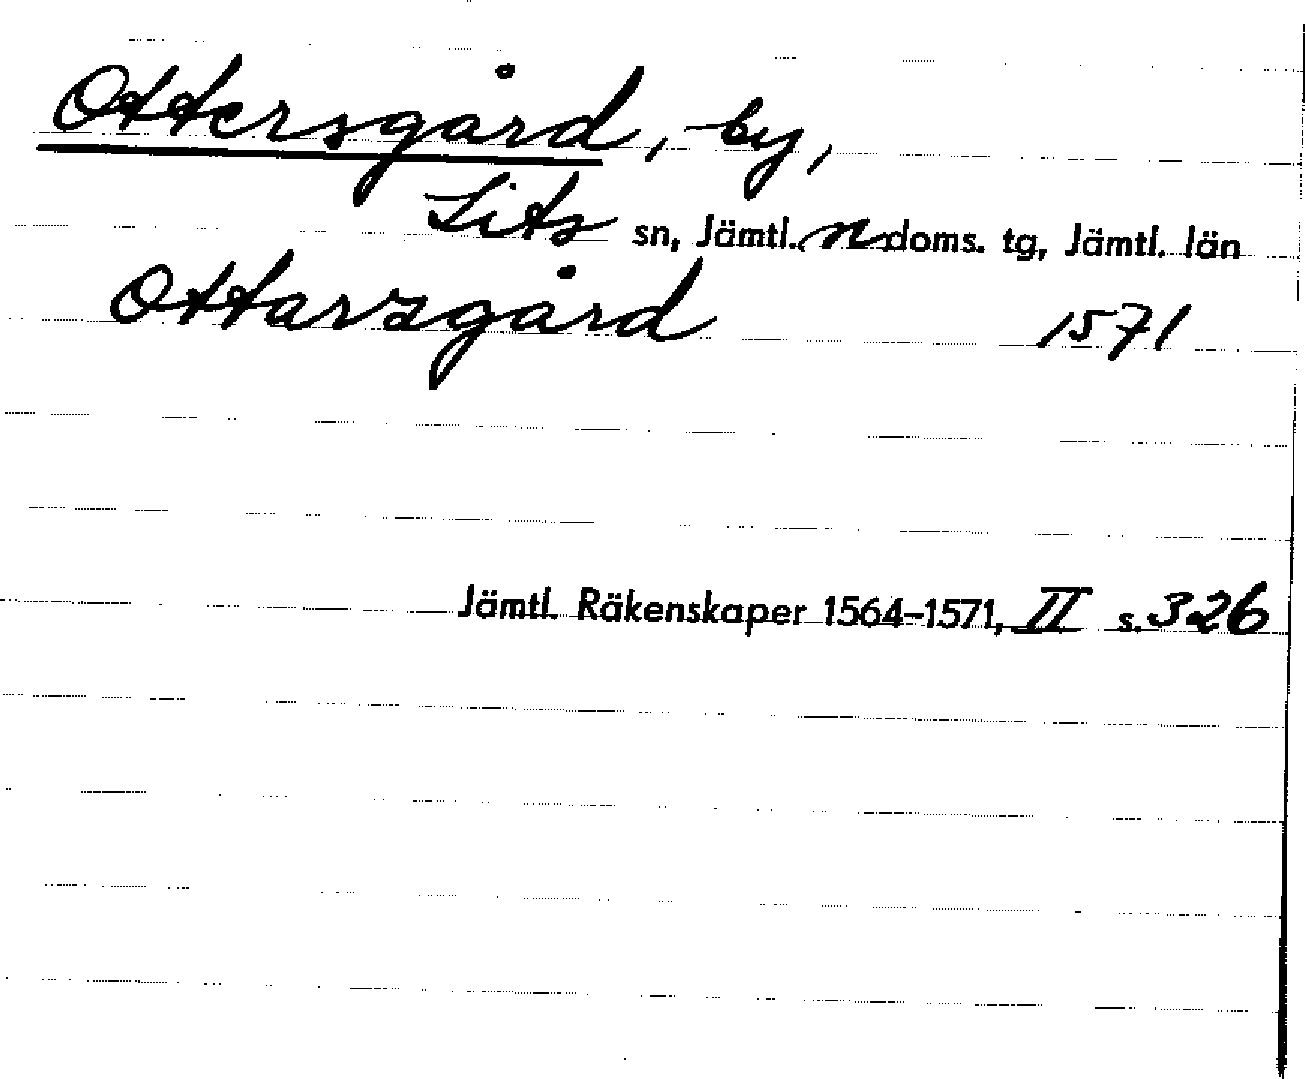 Ottersgård, by,
Lits sn, Jämtl. n doms. tg, Jämtl. län
Ottarsgård 1571
Jämtl. Räkenskaper 1564-1571, II s. 326